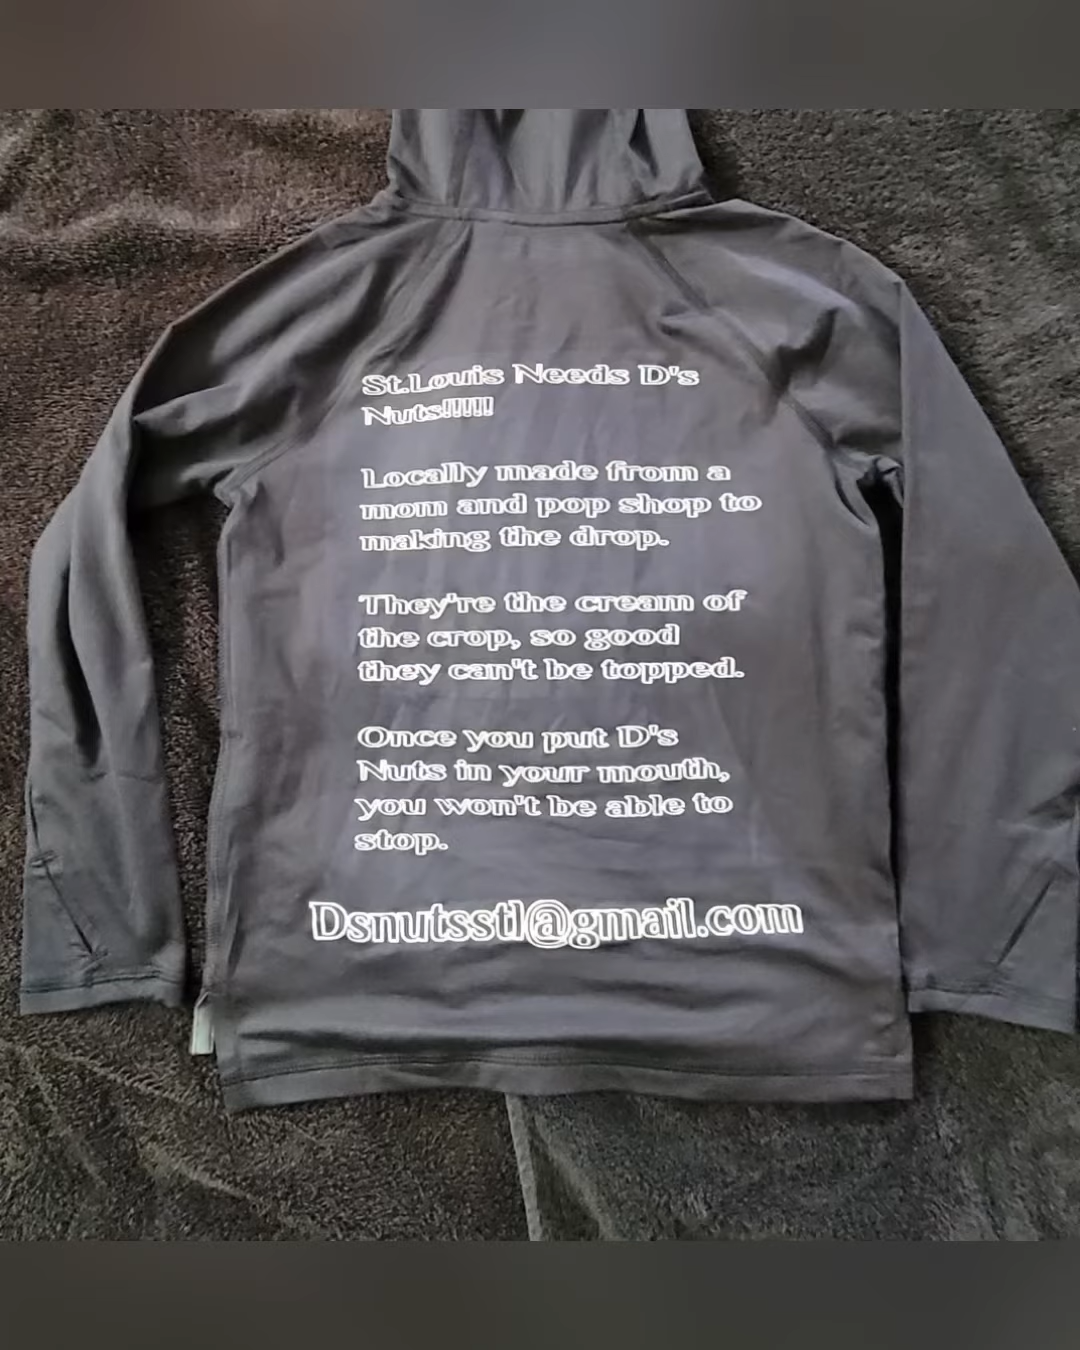 St.Louis Needs D's
Nuts!!!!!!
Locally made from a
mom and pop shop to
making the drop.
They're the cream of
the crop, so good
they can't be topped.
Once you put D's
Nuts in your mouth,
you won't be able to
stop.
Dsnutsstl@gmail.com